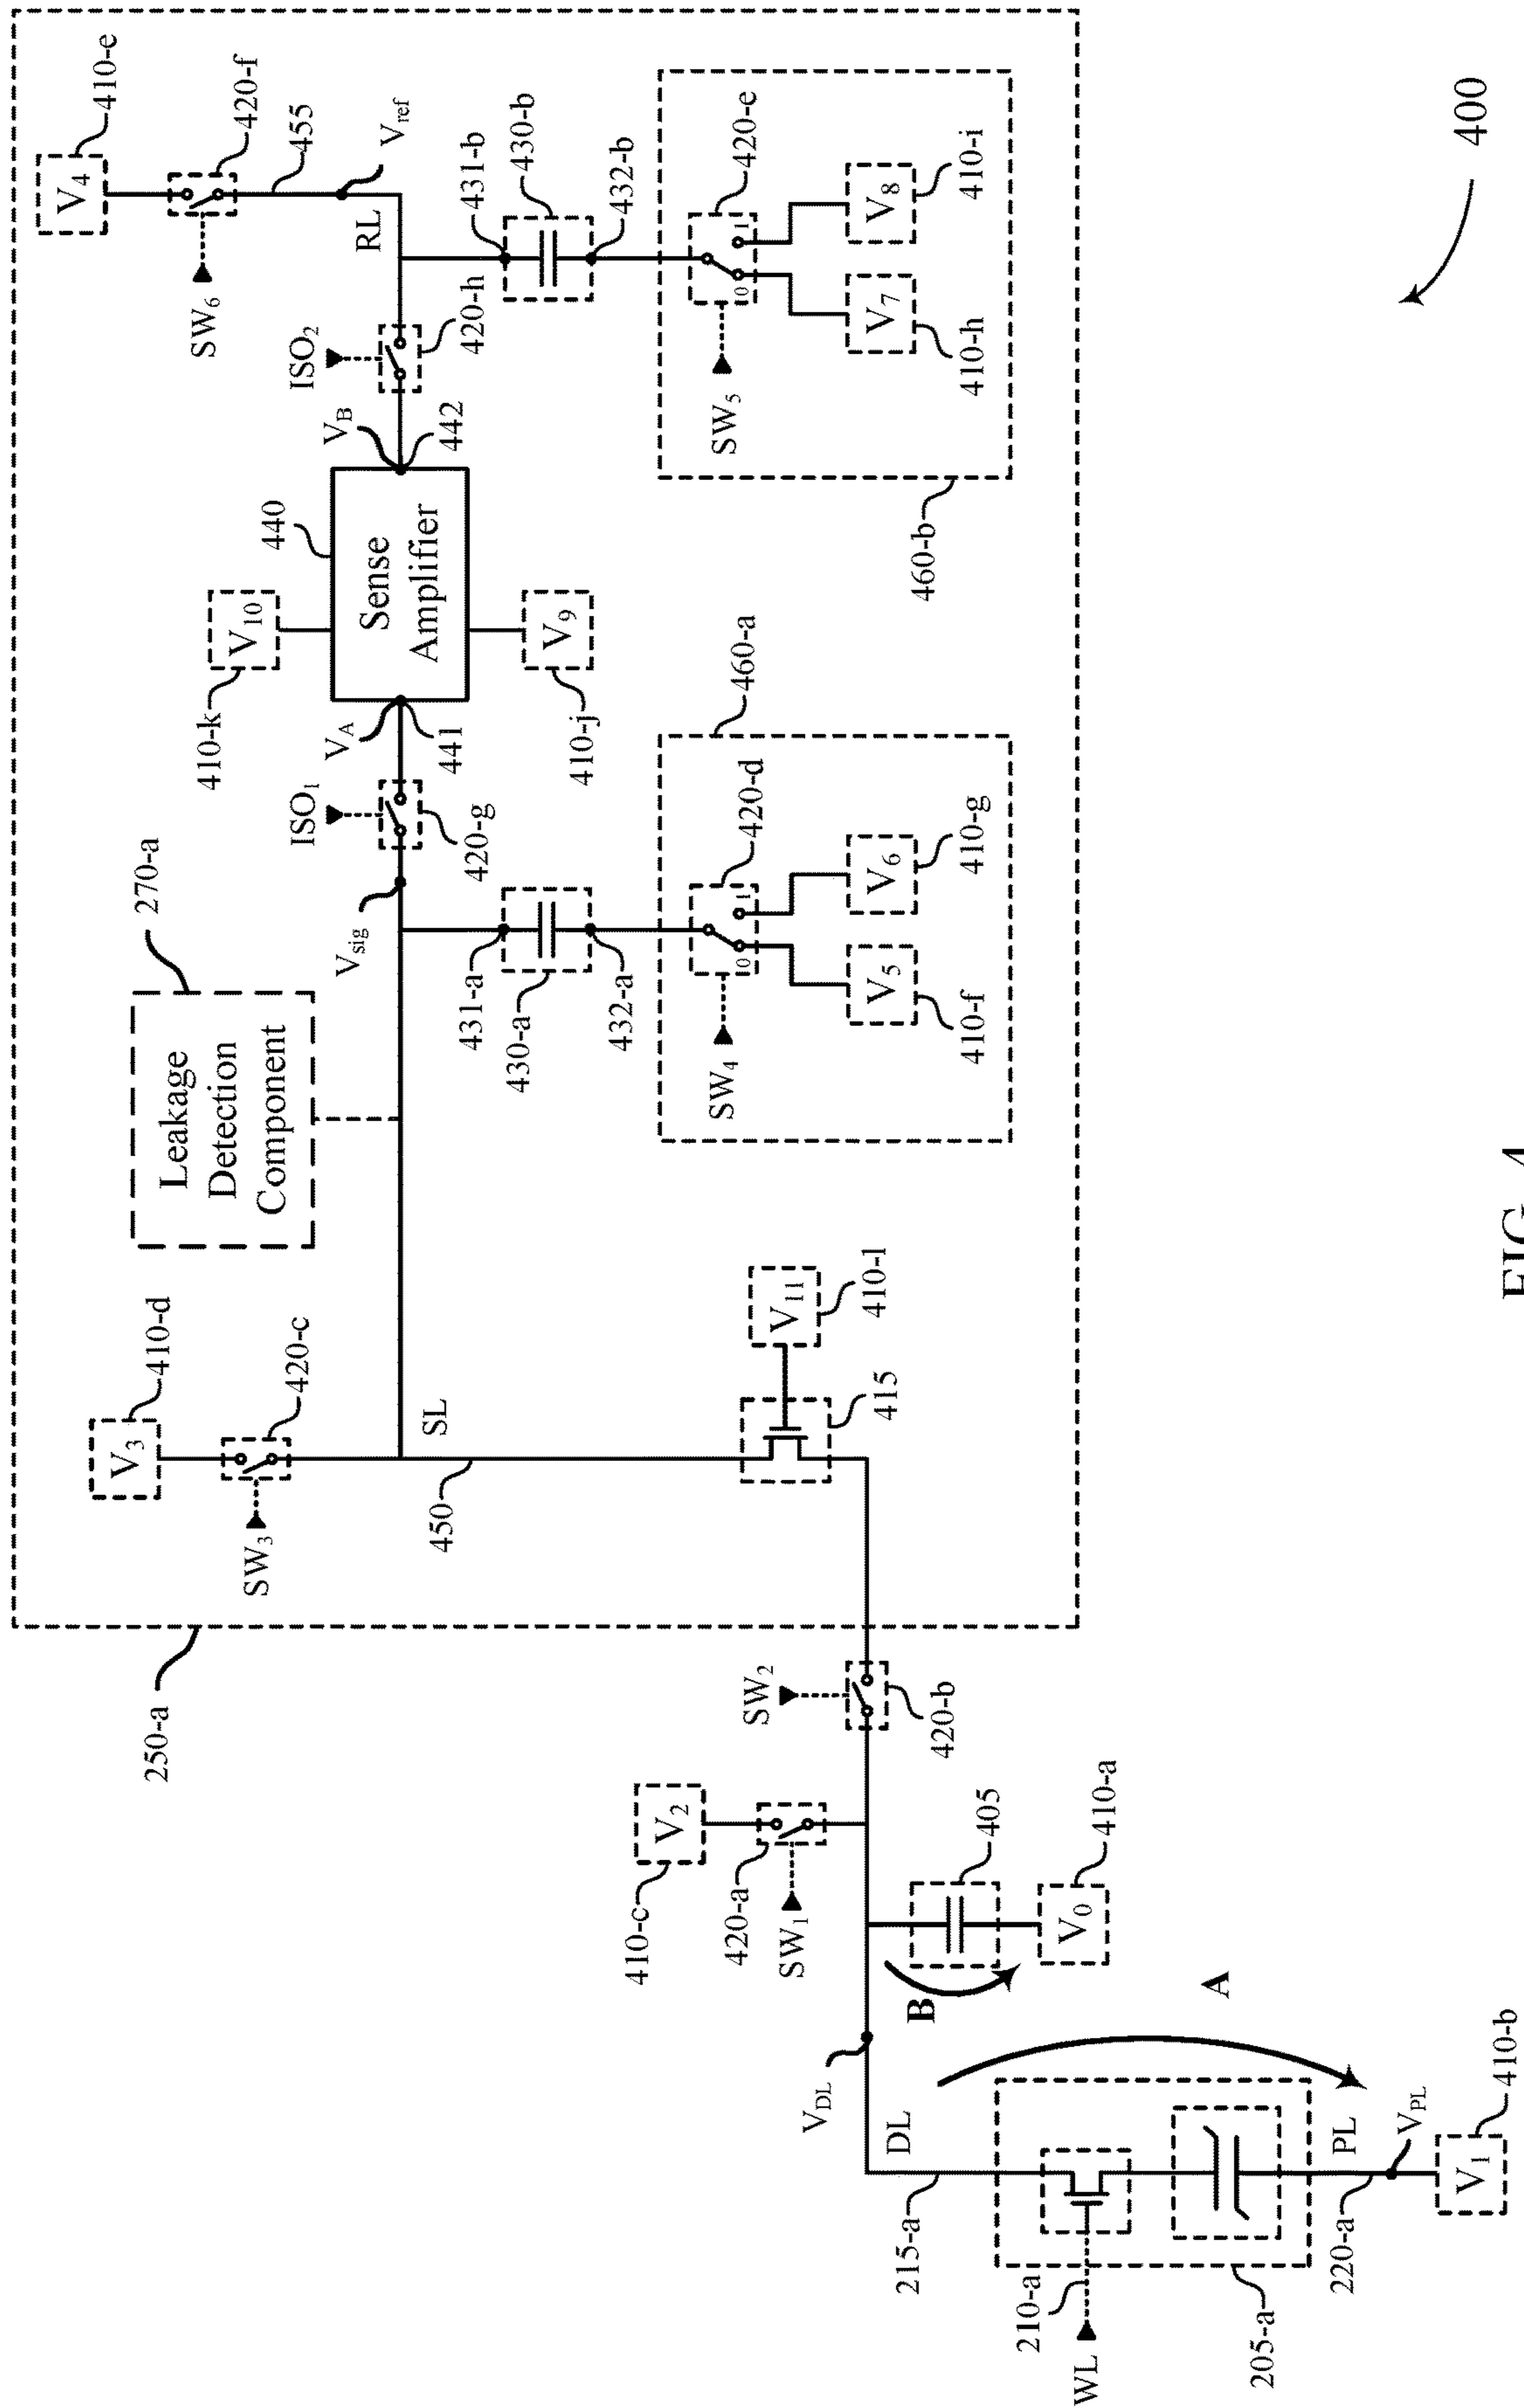 250-a
V3
410-d
SW3
420-c
SL
450
Leakage
Detection
Component
270-a
Vsig
ISO1
420-g
VA
441
V10
410-k
440
Sense
Amplifier
V9
410-j
VB
442
ISO2
420-h
V4
410-e
SW6
420-f
455
Vref
RL
431-b
430-b
432-b
420-e
1
10
SW5
V7
410-h
V8
410-i
460-b
431-a
430-a
432-a
460-a
420-d
1
0
SW4
V5
410-f
V6
410-g
V11
410-l
415
SW2
420-b
V2
410-c
420-a
SW1
405
V0
410-a
B
A
VDL
DL
215-a
210-a
WL
205-a
PL
220-a
VPL
V1
410-b
400